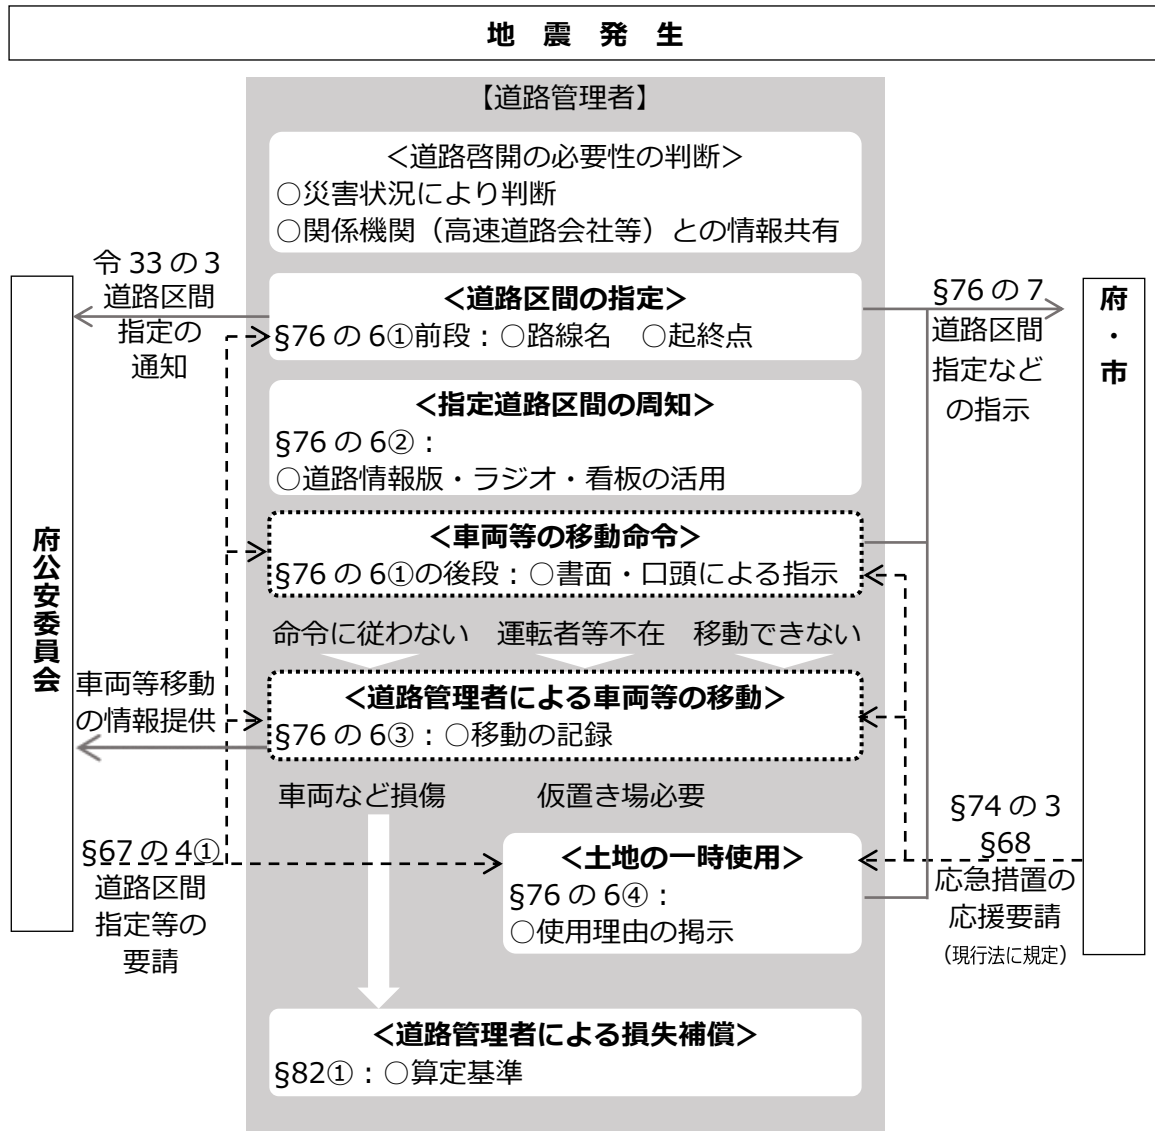 地 震 発 生
【道路管理者】
＜道路啓開の必要性の判断＞
○災害状況により判断
○関係機関（高速道路会社等）との情報共有
令 33 の 3
道路区間
指定の
通知
＜道路区間の指定＞
§76 の 6①前段：○路線名　○起終点
§76 の 7
道路区間
指定など
の指示
府・市
＜指定道路区間の周知＞
§76 の 6②：
○道路情報版・ラジオ・看板の活用
府公安委員会
＜車両等の移動命令＞
§76 の 6①の後段：○書面・口頭による指示
命令に従わない　運転者等不在　移動できない
車両等移動
の情報提供
＜道路管理者による車両等の移動＞
§76 の 6③：○移動の記録
車両など損傷
仮置き場必要
§67 の 4①
道路区間
指定等の
要請
＜土地の一時使用＞
§76 の 6④：
○使用理由の掲示
§74 の 3
§68
応急措置の
応援要請
（現行法に規定）
＜道路管理者による損失補償＞
§82①：○算定基準